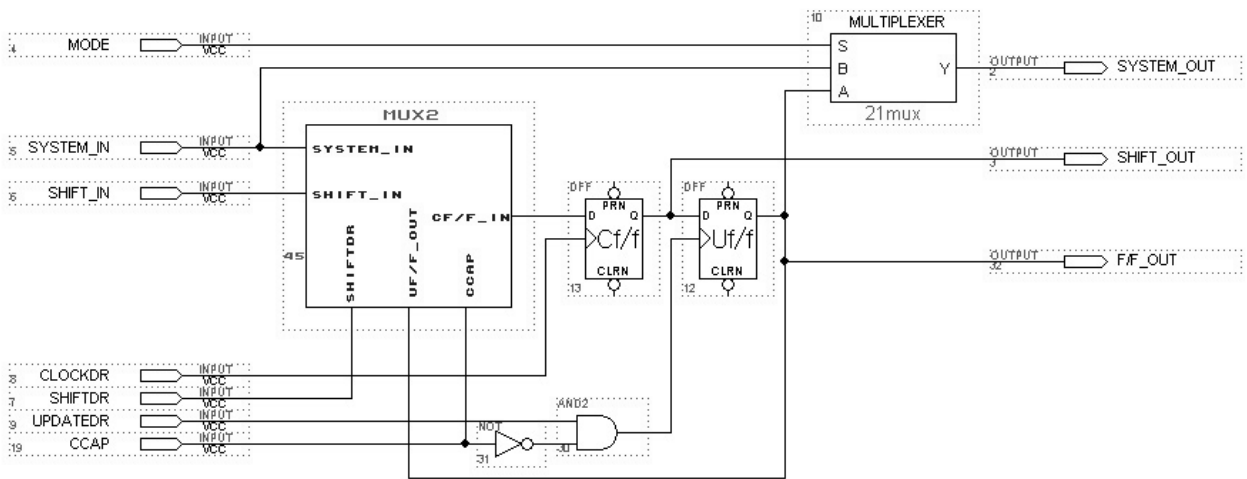 10 MULTIPLEXER
4 MODE INPUT VCC
S
B Y
A
21mux
OUTPUT 2 SYSTEM_OUT
MUX2
5 SYSTEM_IN INPUT VCC
SYSTEM_IN
6 SHIFT_IN INPUT VCC
SHIFT_IN
CF/F_IN
SHIFTDR
UF/F_OUT
CCAP
45
DFF
PRN
D Q
Cf/f
CLRN
13
DFF
PRN
D Q
Uf/f
CLRN
12
OUTPUT 3 SHIFT_OUT
OUTPUT 32 F/F_OUT
8 CLOCKDR INPUT VCC
7 SHIFTDR INPUT VCC
9 UPDATEDR INPUT VCC
19 CCAP INPUT VCC
NOT
31
AND2
30